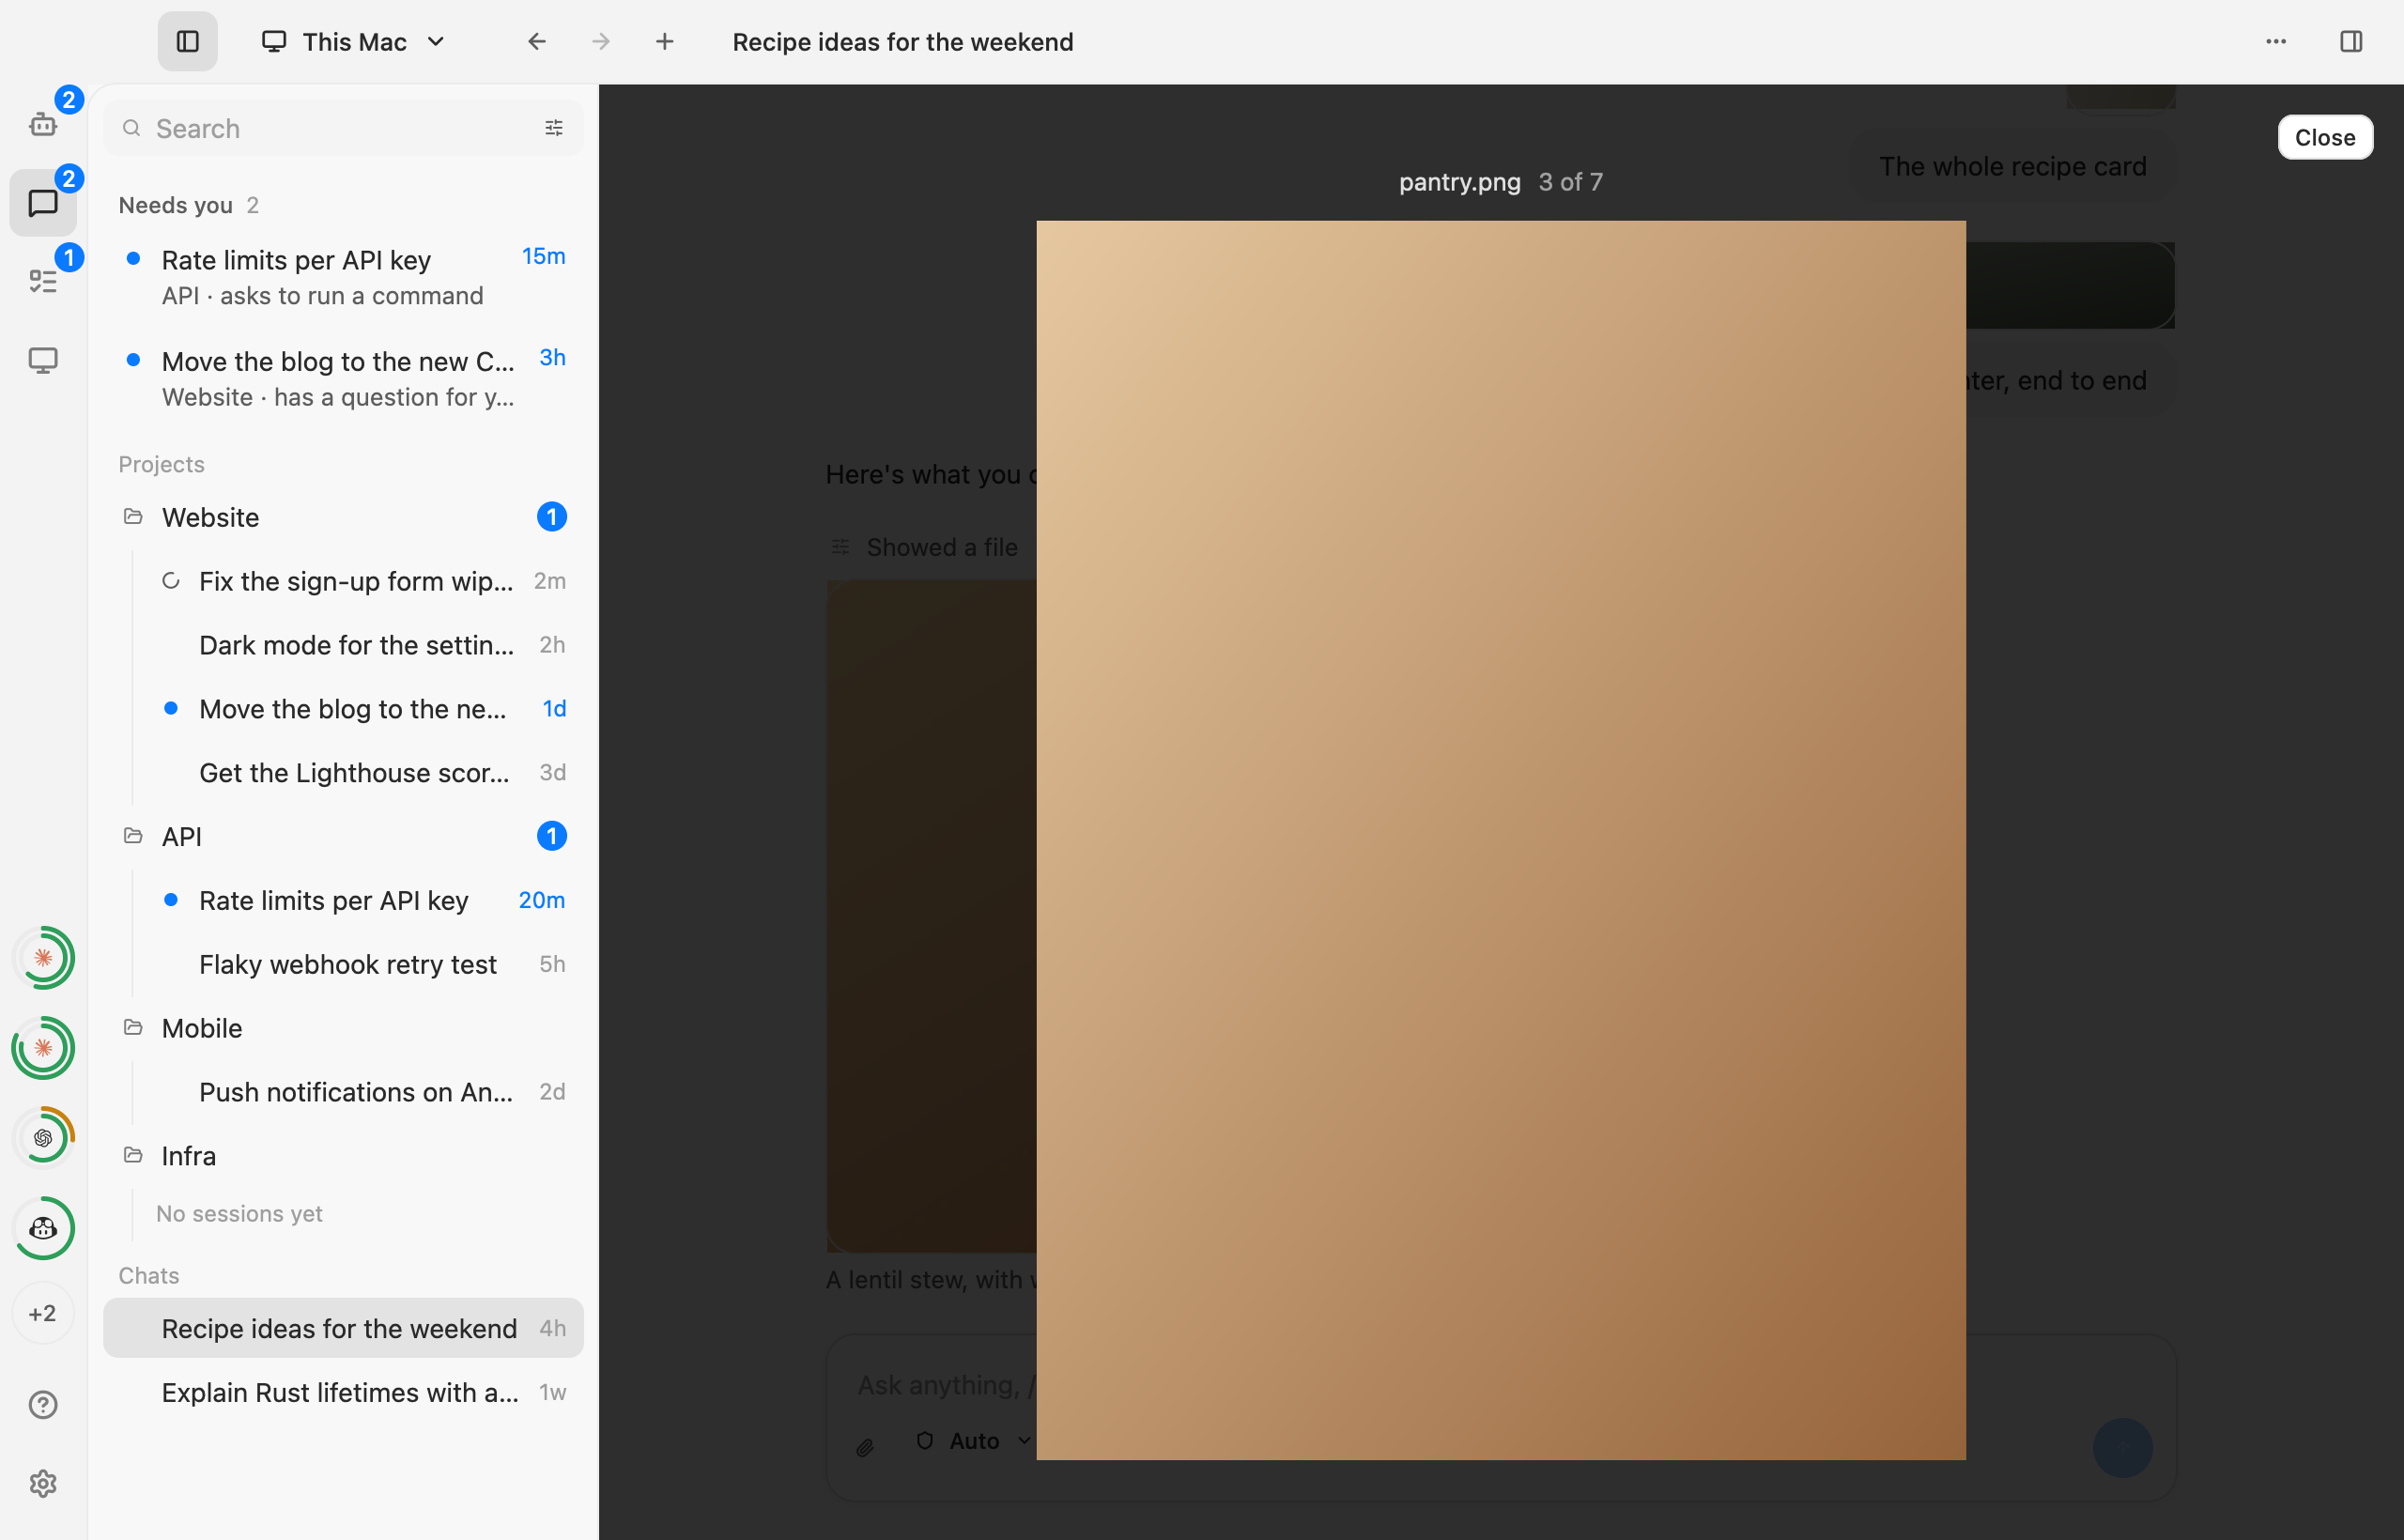 This Mac
Recipe ideas for the weekend
2
2
1
+2
Search
Needs you 2
Rate limits per API key 15m
API · asks to run a command
Move the blog to the new C... 3h
Website · has a question for y...
Projects
Website 1
Fix the sign-up form wip... 2m
Dark mode for the settin... 2h
Move the blog to the ne... 1d
Get the Lighthouse scor... 3d
API 1
Rate limits per API key 20m
Flaky webhook retry test 5h
Mobile
Push notifications on An... 2d
Infra
No sessions yet
Chats
Recipe ideas for the weekend 4h
Explain Rust lifetimes with a... 1w
Close
The whole recipe card
pantry.png 3 of 7
end to end
Here's what you
Showed a file
A lentil stew, with
Ask anything, /
Auto